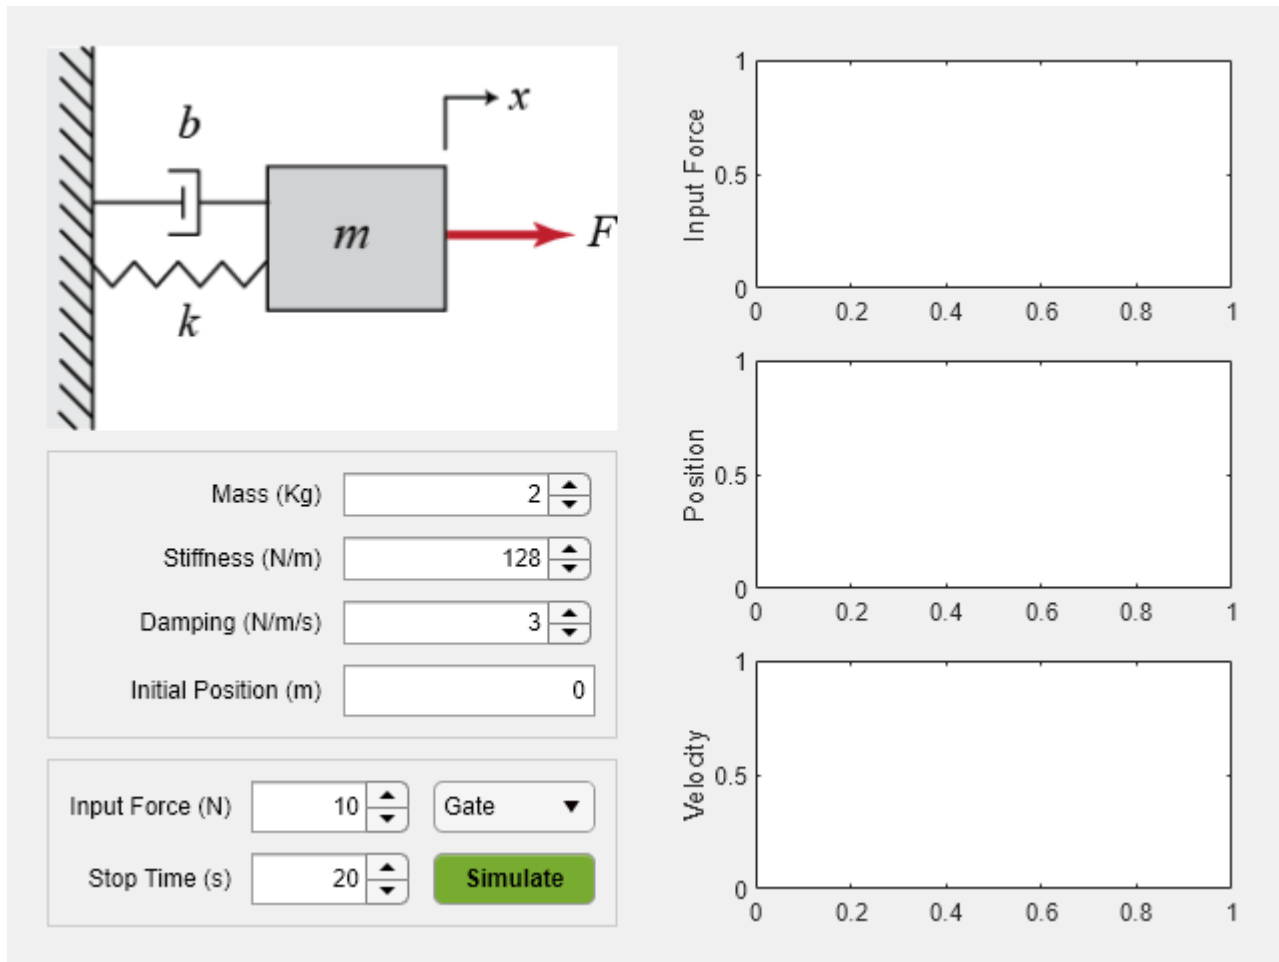 b
x
m
F
k
Mass (Kg) 2
Stiffness (N/m) 128
Damping (N/m/s) 3
Initial Position (m) 0
Input Force (N) 10 Gate
Stop Time (s) 20 Simulate
Input Force
1
0.5
0
0 0.2 0.4 0.6 0.8 1
Position
1
0.5
0
0 0.2 0.4 0.6 0.8 1
Velocity
1
0.5
0
0 0.2 0.4 0.6 0.8 1